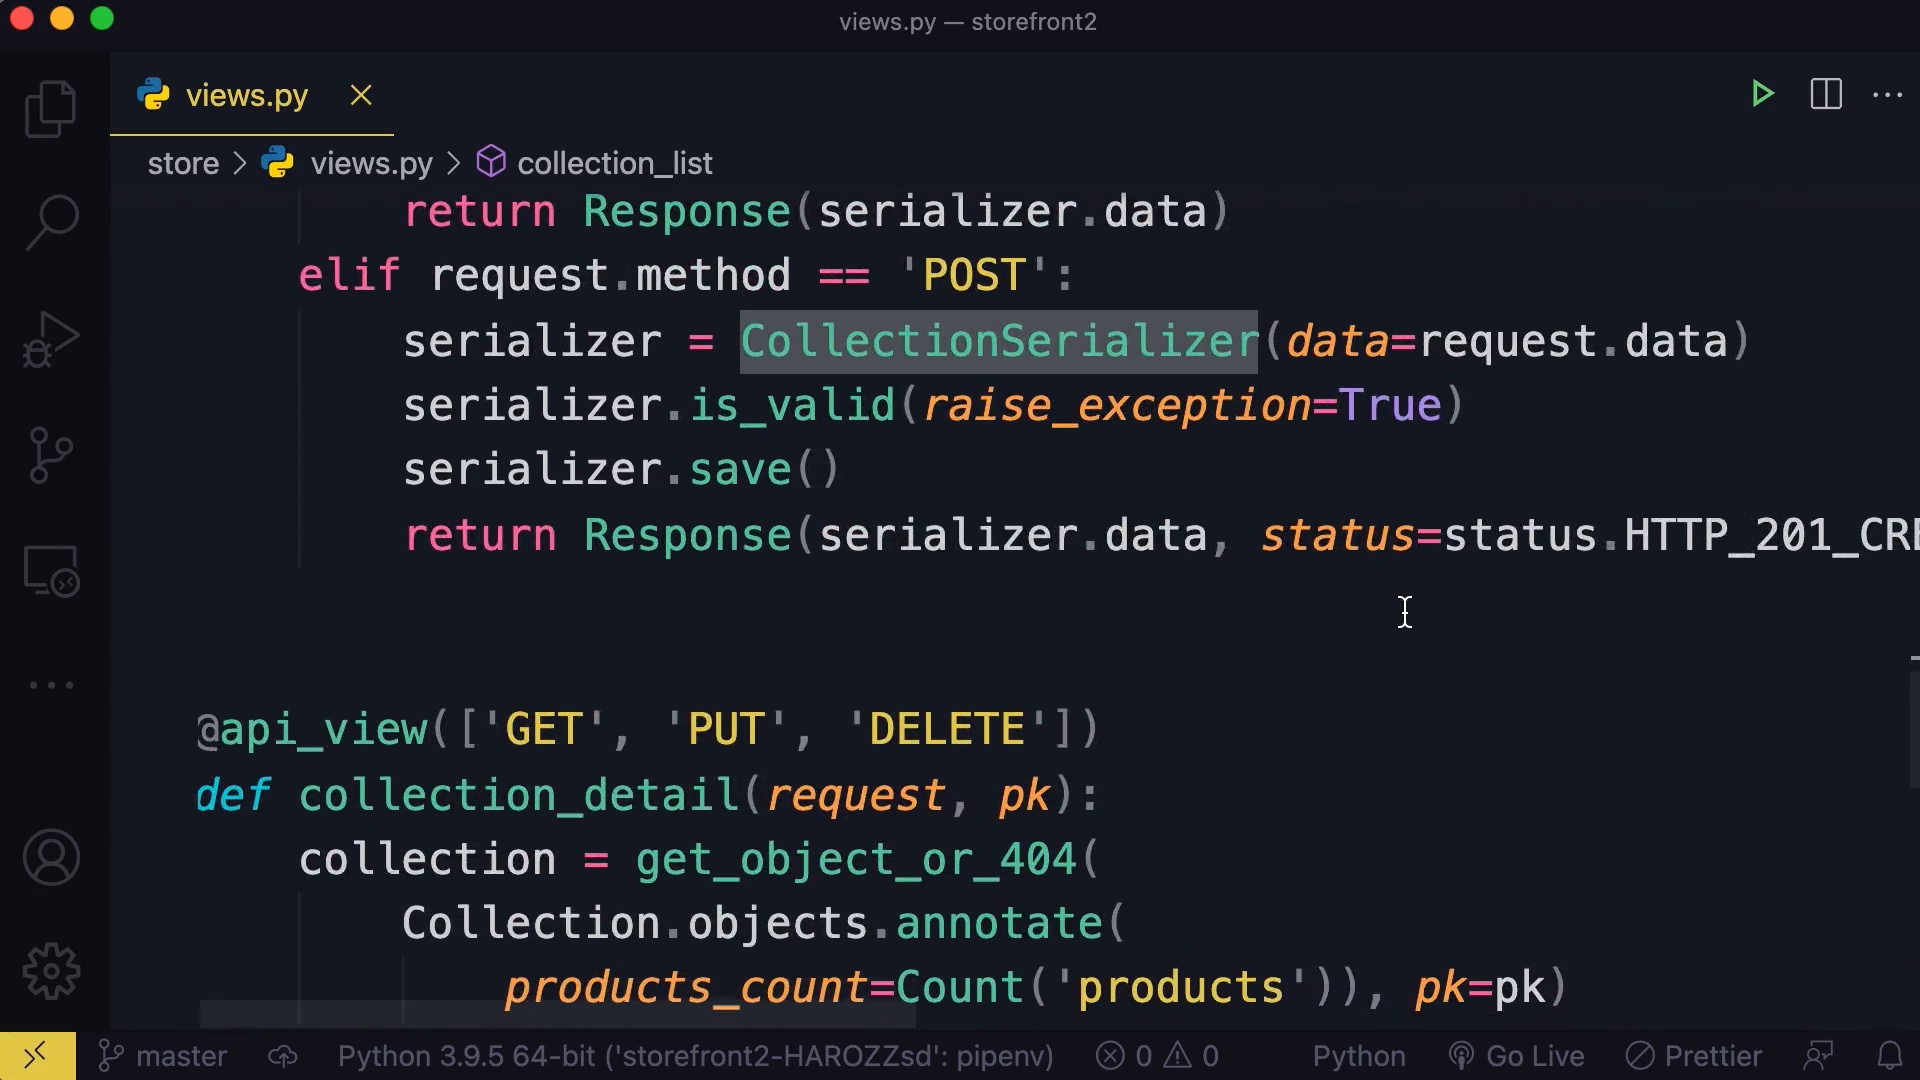 views.py — storefront2
views.py
store > views.py > collection_list
return Response(serializer.data)
elif request.method == 'POST':
serializer = CollectionSerializer(data=request.data)
serializer.is_valid(raise_exception=True)
serializer.save()
return Response(serializer.data, status=status.HTTP_201_CRE
@api_view(['GET', 'PUT', 'DELETE'])
def collection_detail(request, pk):
collection = get_object_or_404(
Collection.objects.annotate(
products_count=Count('products')), pk=pk)
master Python 3.9.5 64-bit ('storefront2-HAROZZsd': pipenv) 0 0 Python Go Live Prettier